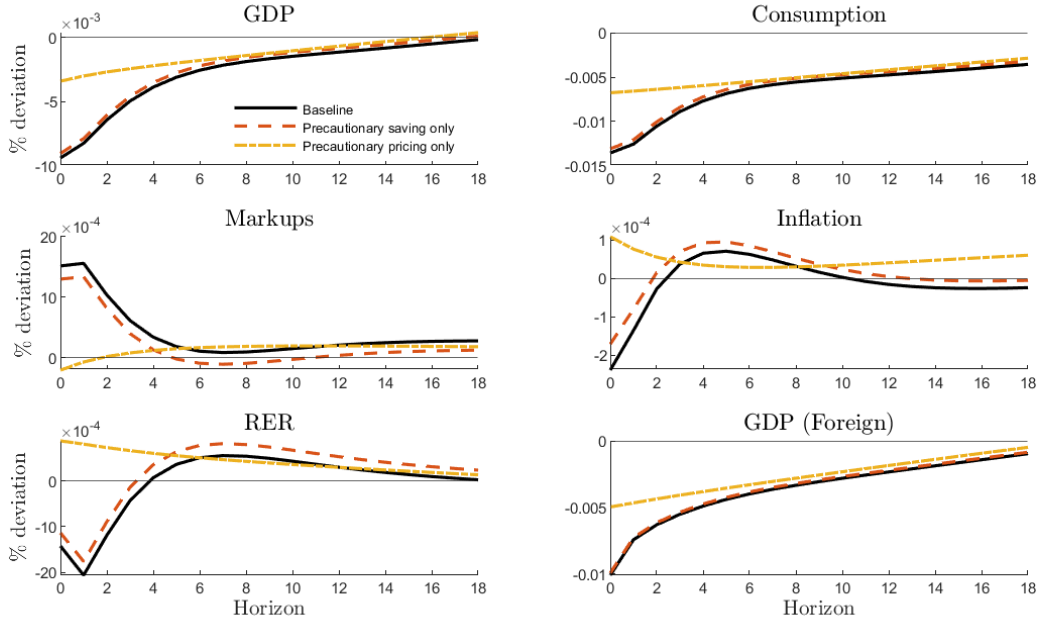 GDP
×10⁻³
% deviation
0
-5
-10
0 2 4 6 8 10 12 14 16 18
Baseline
Precautionary saving only
Precautionary pricing only
Consumption
0
-0.005
-0.01
-0.015
0 2 4 6 8 10 12 14 16 18
Markups
×10⁻⁴
% deviation
20
10
0
0 2 4 6 8 10 12 14 16 18
Inflation
×10⁻⁴
1
0
-1
-2
0 2 4 6 8 10 12 14 16 18
RER
×10⁻⁴
% deviation
0
-10
-20
0 2 4 6 8 10 12 14 16 18
Horizon
GDP (Foreign)
0
-0.005
-0.01
0 2 4 6 8 10 12 14 16 18
Horizon